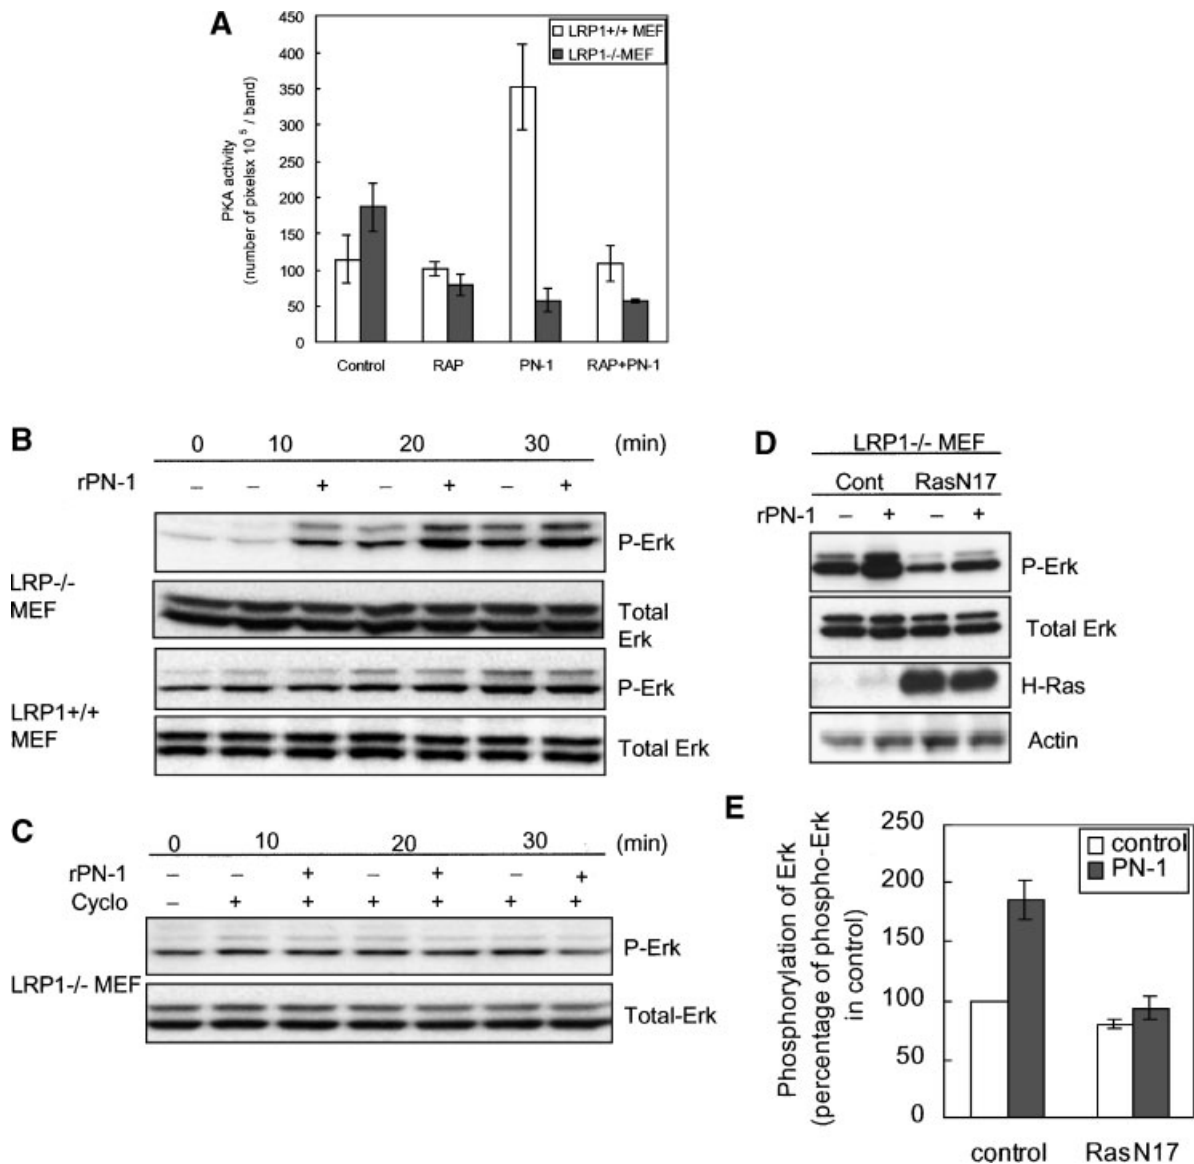 A
450
400
350
300
250
200
150
100
50
0
PKA activity
(number of pixelsx 10 5 / band)
LRP1+/+ MEF
LRP1-/-MEF
Control RAP PN-1 RAP+PN-1
B
0 10 20 30 (min)
rPN-1 – – + – + – +
P-Erk
LRP-/-
MEF
Total
Erk
P-Erk
LRP1+/+
MEF
Total Erk
C
0 10 20 30 (min)
rPN-1 – – + – + – +
Cyclo – + + + + + +
P-Erk
LRP1-/- MEF
Total-Erk
D
LRP1-/- MEF
Cont RasN17
rPN-1 – + – +
P-Erk
Total Erk
H-Ras
Actin
E
Phosphorylation of Erk
(percentage of phospho-Erk
in control)
250
200
150
100
50
0
control
PN-1
control RasN17